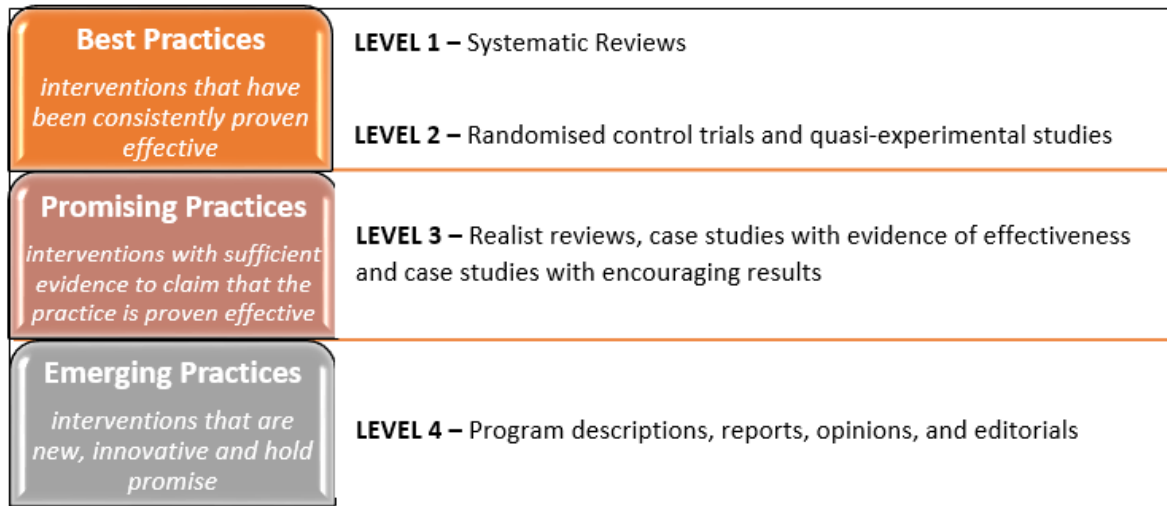 Best Practices
interventions that have
been consistently proven
effective
LEVEL 1 – Systematic Reviews
LEVEL 2 – Randomised control trials and quasi-experimental studies
Promising Practices
interventions with sufficient
evidence to claim that the
practice is proven effective
LEVEL 3 – Realist reviews, case studies with evidence of effectiveness
and case studies with encouraging results
Emerging Practices
interventions that are
new, innovative and hold
promise
LEVEL 4 – Program descriptions, reports, opinions, and editorials